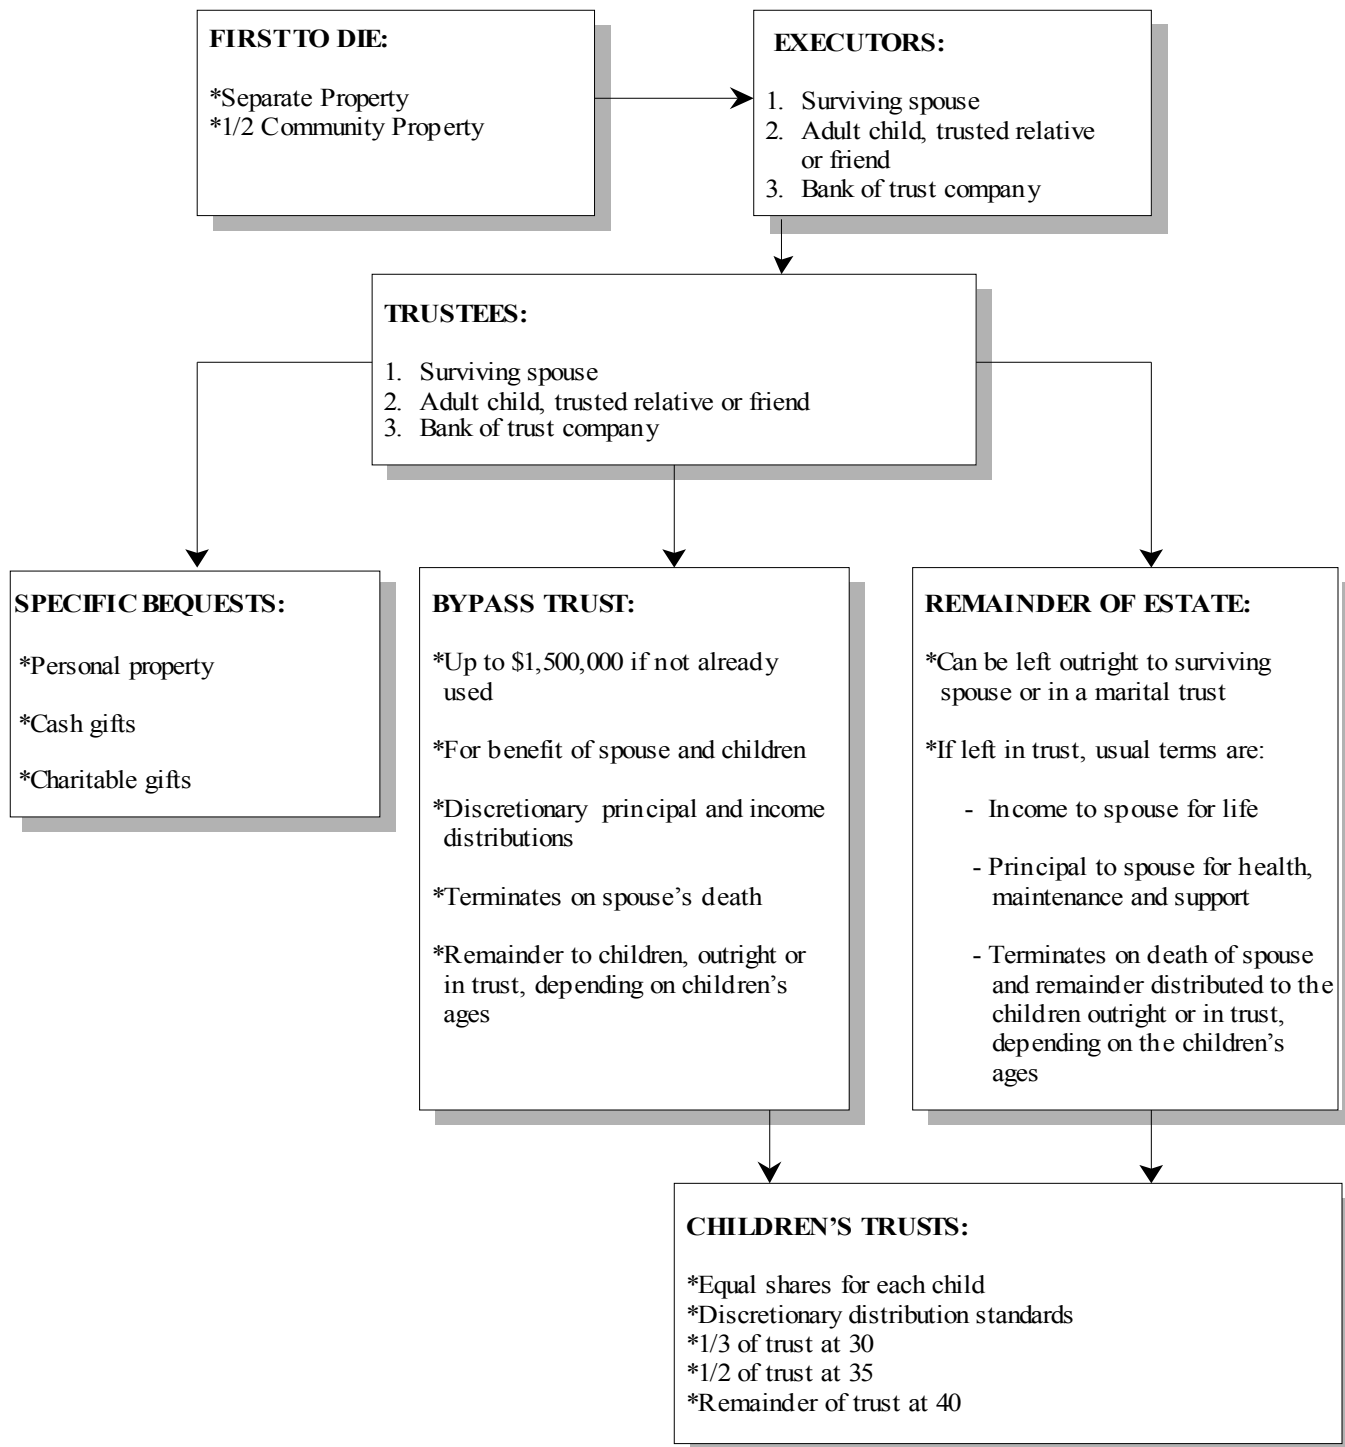 FIRST TO DIE:
*Separate Property
*1/2 Community Property
EXECUTORS:
1. Surviving spouse
2. Adult child, trusted relative
or friend
3. Bank of trust company
TRUSTEES:
1. Surviving spouse
2. Adult child, trusted relative or friend
3. Bank of trust company
SPECIFIC BEQUESTS:
*Personal property
*Cash gifts
*Charitable gifts
BYPASS TRUST:
*Up to $1,500,000 if not already
used
*For benefit of spouse and children
*Discretionary principal and income
distributions
*Terminates on spouse’s death
*Remainder to children, outright or
in trust, depending on children’s
ages
REMAINDER OF ESTATE:
*Can be left outright to surviving
spouse or in a marital trust
*If left in trust, usual terms are:
- Income to spouse for life
- Principal to spouse for health,
maintenance and support
- Terminates on death of spouse
and remainder distributed to the
children outright or in trust,
depending on the children’s
ages
CHILDREN’S TRUSTS:
*Equal shares for each child
*Discretionary distribution standards
*1/3 of trust at 30
*1/2 of trust at 35
*Remainder of trust at 40